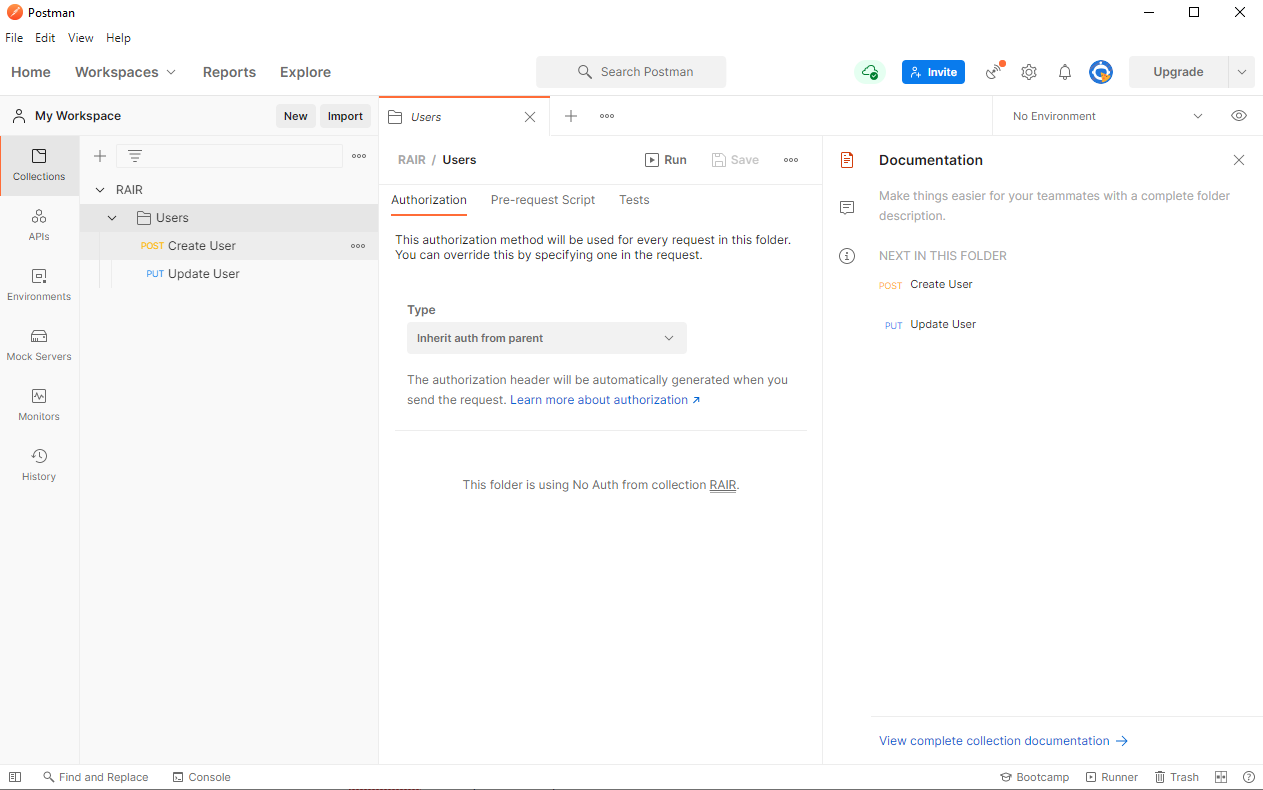 Postman
File Edit View Help
Home Workspaces Reports Explore Search Postman Invite Upgrade
My Workspace New Import Users No Environment
Collections
APIs
Environments
Mock Servers
Monitors
History
RAIR
Users
POST Create User
PUT Update User
RAIR / Users Run Save
Authorization Pre-request Script Tests
This authorization method will be used for every request in this folder.
You can override this by specifying one in the request.
Type
Inherit auth from parent
The authorization header will be automatically generated when you
send the request. Learn more about authorization ↗
This folder is using No Auth from collection RAIR.
Documentation
Make things easier for your teammates with a complete folder
description.
NEXT IN THIS FOLDER
POST Create User
PUT Update User
View complete collection documentation →
Find and Replace Console Bootcamp Runner Trash